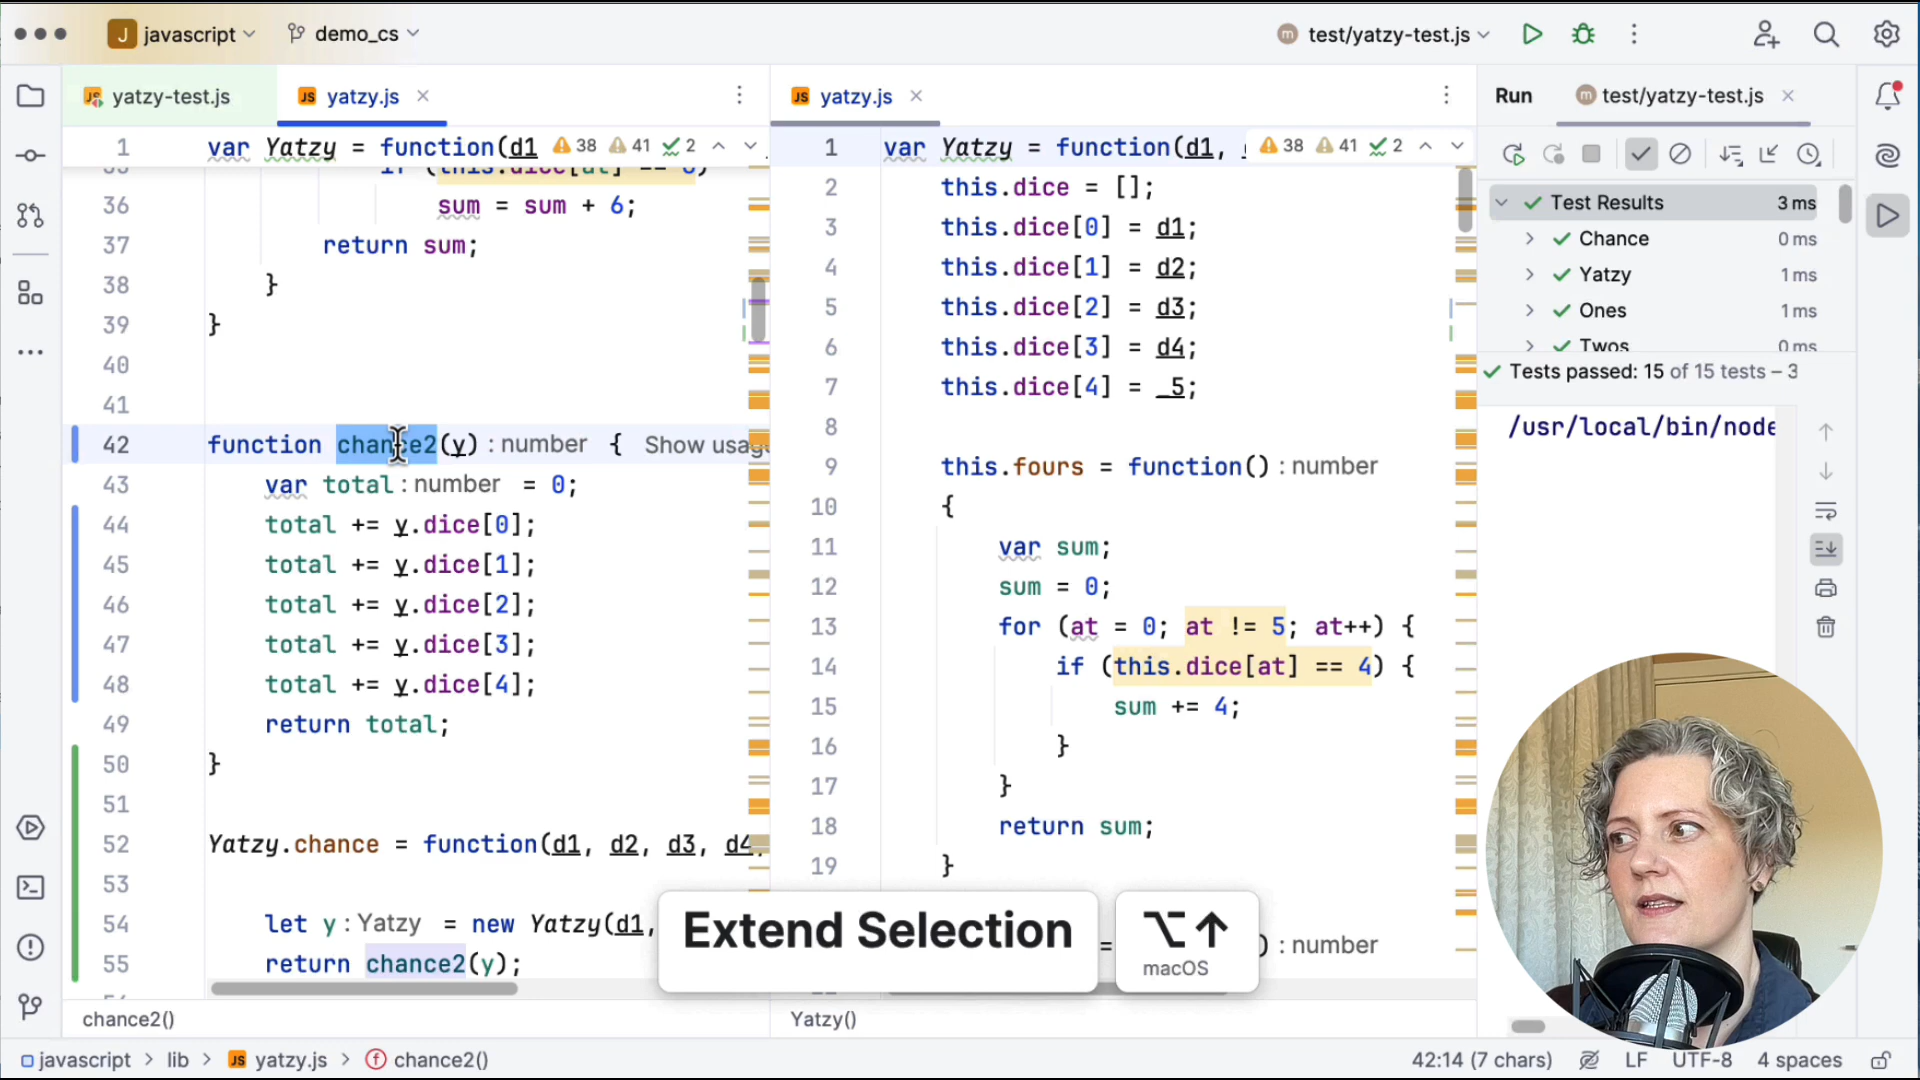 J javascript
demo_cs
m test/yatzy-test.js
JS yatzy-test.js
JS yatzy.js
JS yatzy.js
Run
m test/yatzy-test.js
1 var Yatzy = function(d1 38 41 2
36 sum = sum + 6;
37 return sum;
38 }
39 }
40
41
42 function chance2(y) : number { Show usag
43 var total : number = 0;
44 total += y.dice[0];
45 total += y.dice[1];
46 total += y.dice[2];
47 total += y.dice[3];
48 total += y.dice[4];
49 return total;
50 }
51
52 Yatzy.chance = function(d1, d2, d3, d4
53
54 let y : Yatzy = new Yatzy(d1,
55 return chance2(y);
chance2()
1 var Yatzy = function(d1, 38 41 2
2 this.dice = [];
3 this.dice[0] = d1;
4 this.dice[1] = d2;
5 this.dice[2] = d3;
6 this.dice[3] = d4;
7 this.dice[4] = _5;
8
9 this.fours = function() : number
10 {
11 var sum;
12 sum = 0;
13 for (at = 0; at != 5; at++) {
14 if (this.dice[at] == 4) {
15 sum += 4;
16 }
17 }
18 return sum;
19 }
= ) : number
Yatzy()
Extend Selection
⌥↑
macOS
Test Results 3 ms
Chance 0 ms
Yatzy 1 ms
Ones 1 ms
Twos 0 ms
Tests passed: 15 of 15 tests – 3
/usr/local/bin/node
javascript > lib > JS yatzy.js > f chance2()
42:14 (7 chars) LF UTF-8 4 spaces